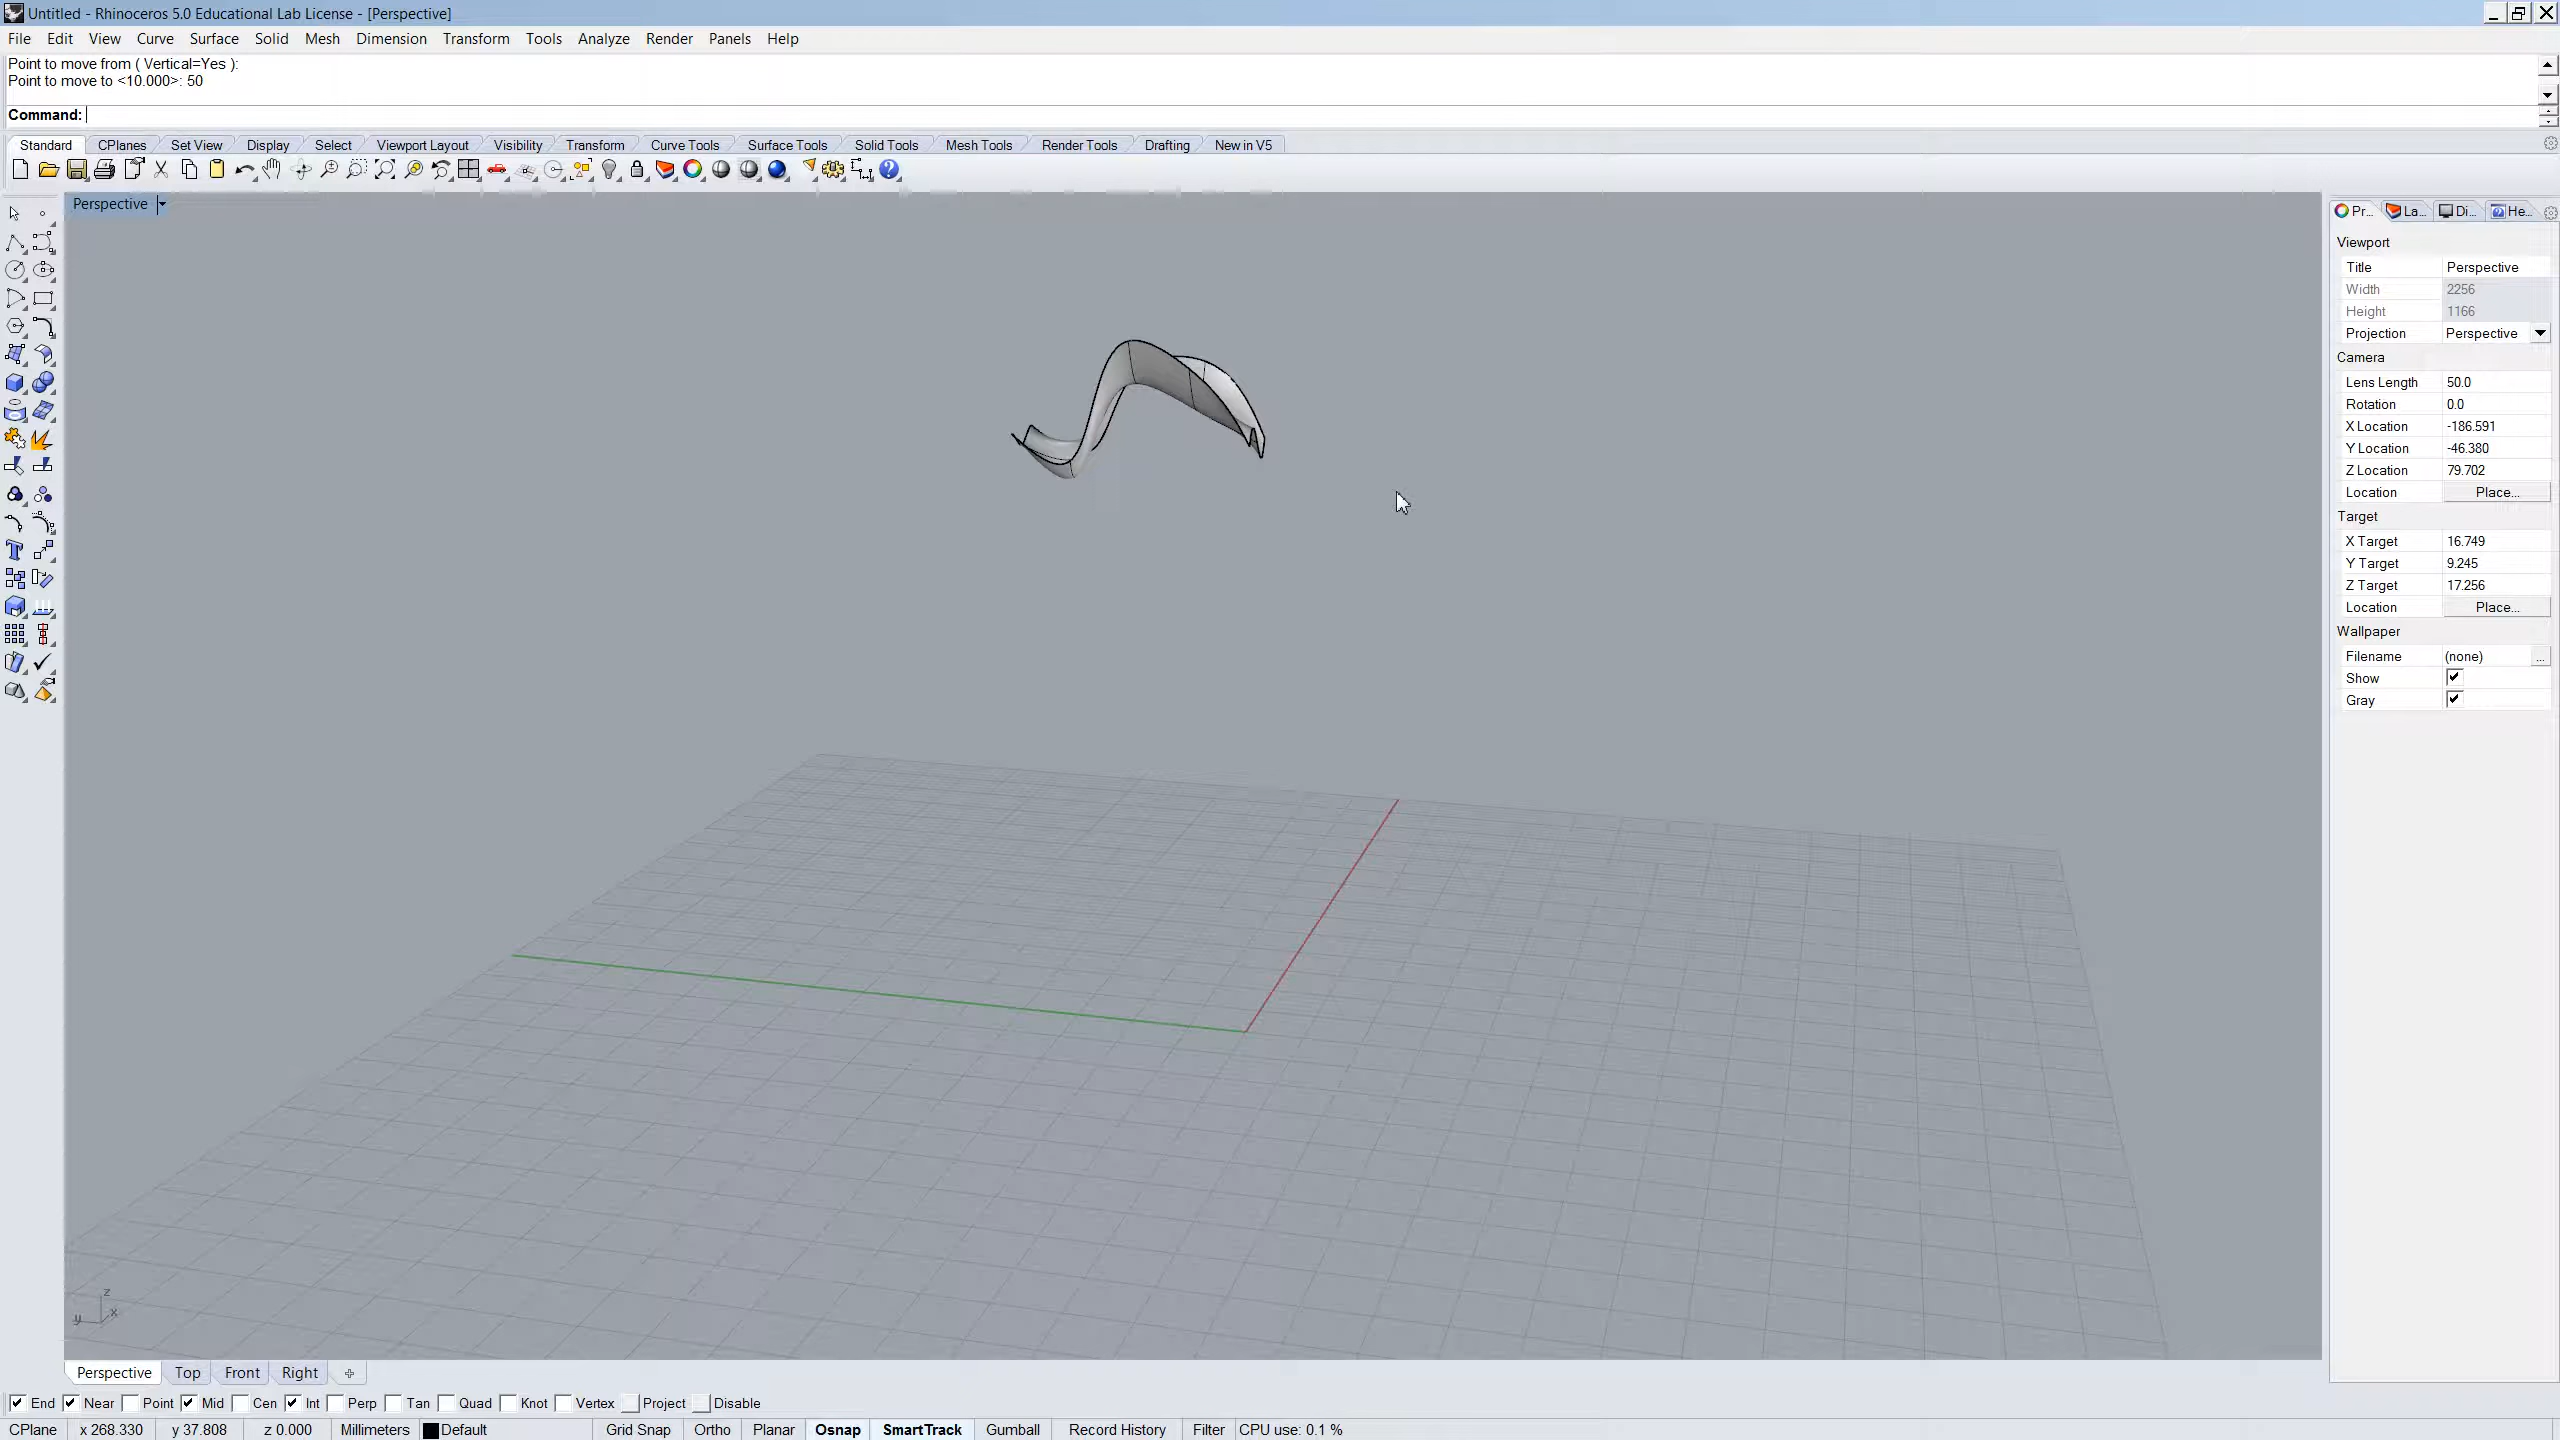 Untitled - Rhinoceros 5.0 Educational Lab License - [Perspective]
File Edit View Curve Surface Solid Mesh Dimension Transform Tools Analyze Render Panels Help
Point to move from ( Vertical=Yes ):
Point to move to <10.000>: 50
Command:
Standard CPlanes Set View Display Select Viewport Layout Visibility Transform Curve Tools Surface Tools Solid Tools Mesh Tools Render Tools Drafting New in V5
Perspective
Pr... La... Di... He...
Viewport
Title Perspective
Width 2256
Height 1166
Projection Perspective
Camera
Lens Length 50.0
Rotation 0.0
X Location -186.591
Y Location -46.380
Z Location 79.702
Location Place...
Target
X Target 16.749
Y Target 9.245
Z Target 17.256
Location Place...
Wallpaper
Filename (none) ...
Show
Gray
z
y x
Perspective Top Front Right
End Near Point Mid Cen Int Perp Tan Quad Knot Vertex Project Disable
CPlane x 268.330 y 37.808 z 0.000 Millimeters Default Grid Snap Ortho Planar Osnap SmartTrack Gumball Record History Filter CPU use: 0.1 %